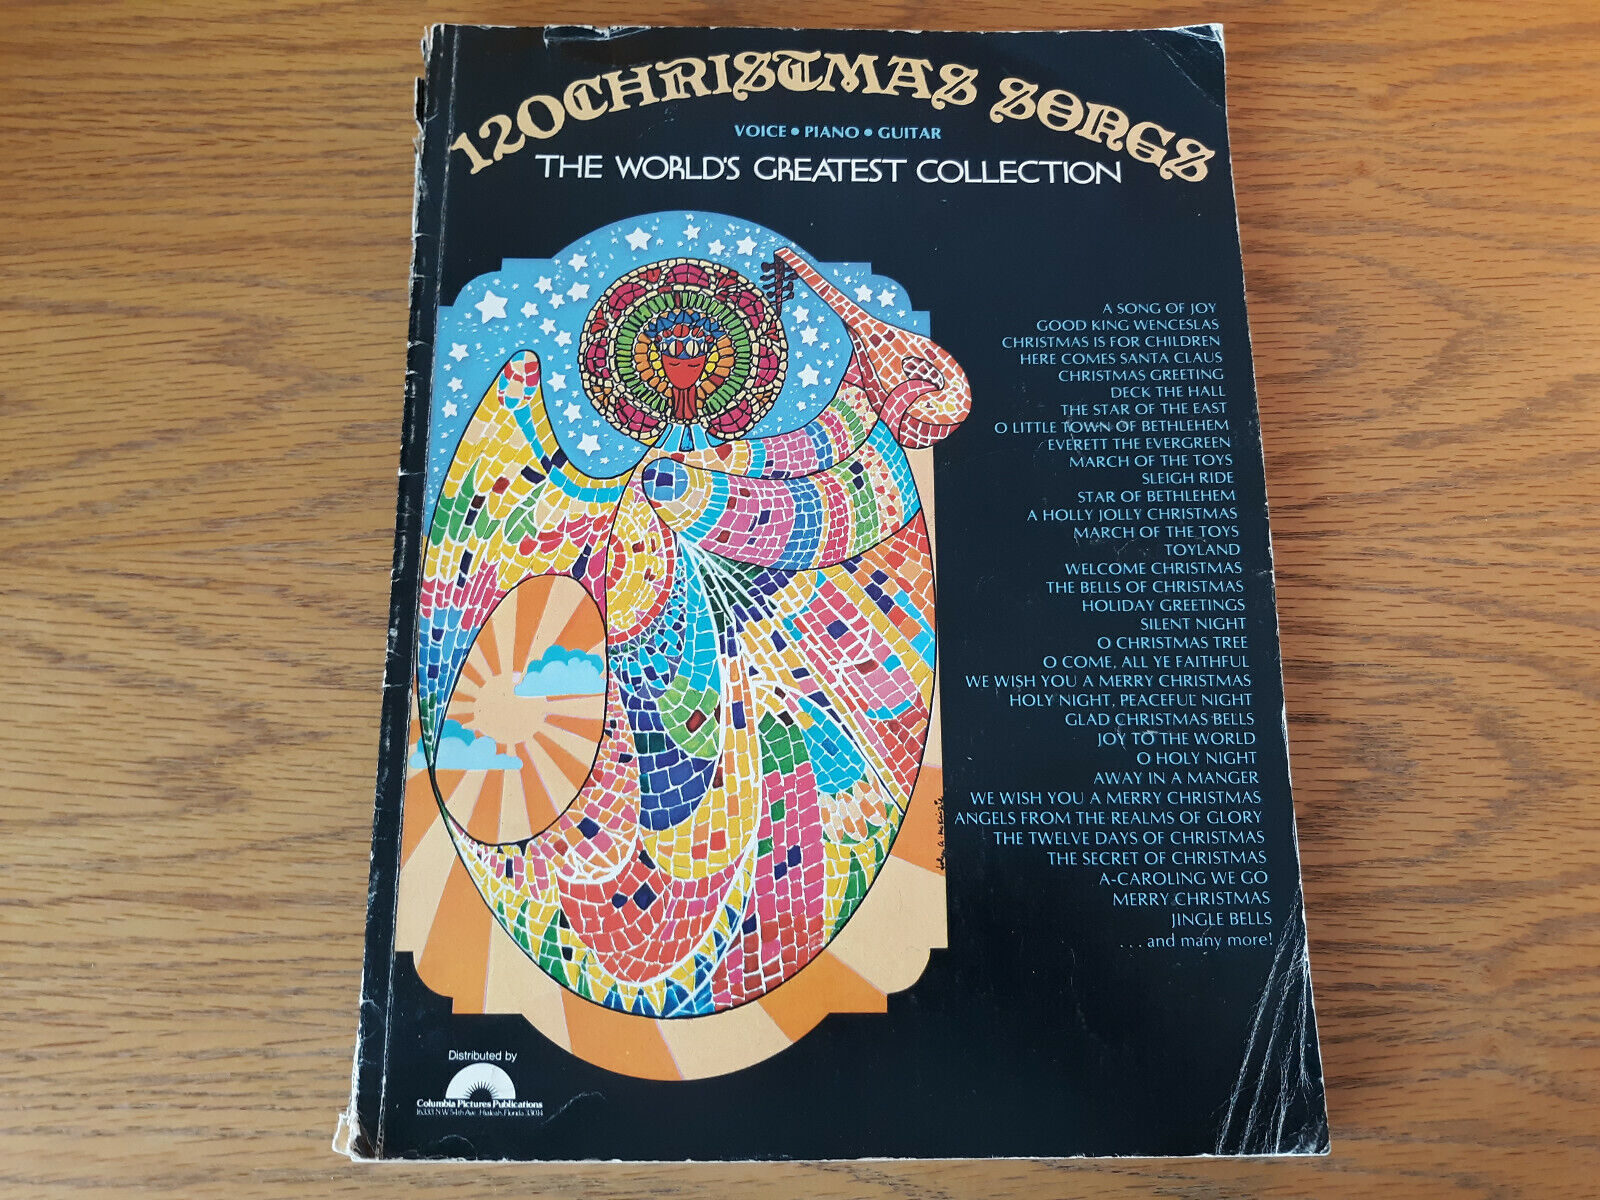 120 CHRISTMAS SONGS
VOICE • PIANO • GUITAR
THE WORLD'S GREATEST COLLECTION
A SONG OF JOY
GOOD KING WENCESLAS
CHRISTMAS IS FOR CHILDREN
HERE COMES SANTA CLAUS
CHRISTMAS GREETING
DECK THE HALL
THE STAR OF THE EAST
O LITTLE TOWN OF BETHLEHEM
EVERETT THE EVERGREEN
MARCH OF THE TOYS
SLEIGH RIDE
STAR OF BETHLEHEM
A HOLLY JOLLY CHRISTMAS
MARCH OF THE TOYS
TOYLAND
WELCOME CHRISTMAS
THE BELLS OF CHRISTMAS
HOLIDAY GREETINGS
SILENT NIGHT
O CHRISTMAS TREE
O COME, ALL YE FAITHFUL
WE WISH YOU A MERRY CHRISTMAS
HOLY NIGHT, PEACEFUL NIGHT
GLAD CHRISTMAS BELLS
JOY TO THE WORLD
O HOLY NIGHT
AWAY IN A MANGER
WE WISH YOU A MERRY CHRISTMAS
ANGELS FROM THE REALMS OF GLORY
THE TWELVE DAYS OF CHRISTMAS
THE SECRET OF CHRISTMAS
A-CAROLING WE GO
MERRY CHRISTMAS
JINGLE BELLS
. . . and many more!
Distributed by
Columbia Pictures Publications
16333 N.W. 54th Ave. Hialeah, Florida 33014